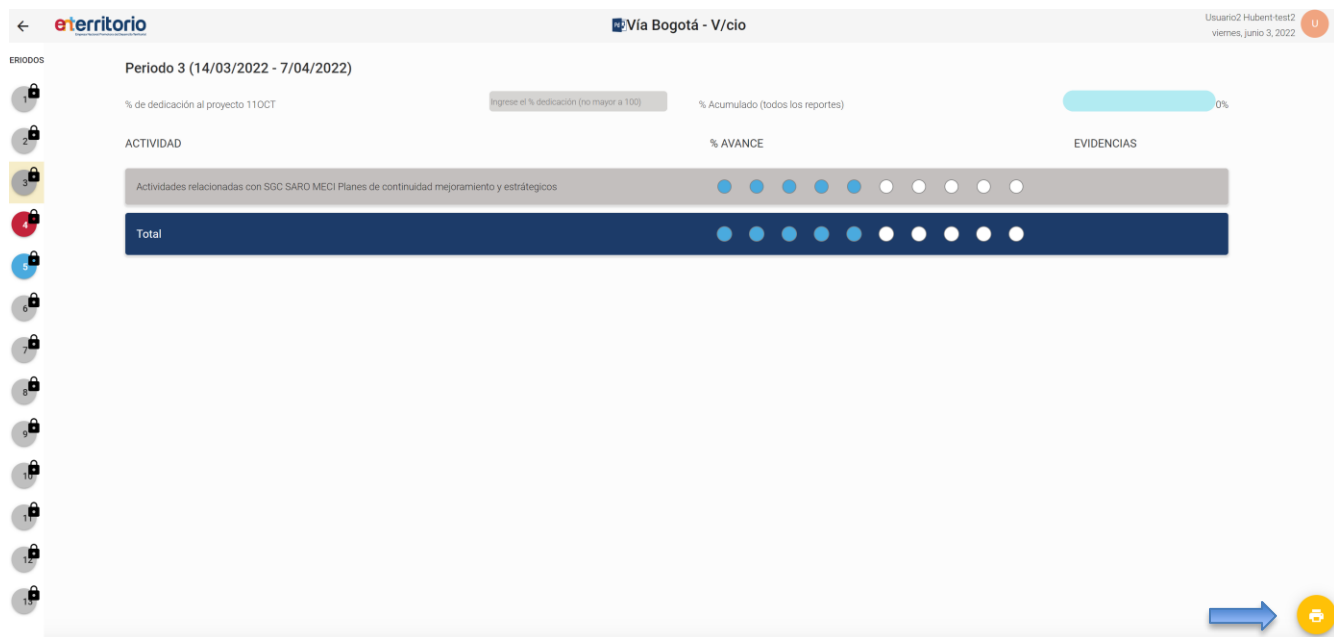 eterritorio
Vía Bogotá - V/cio
Usuario2 Hubent-test2
viernes, junio 3, 2022
U
ERIODOS
Periodo 3 (14/03/2022 - 7/04/2022)
% de dedicación al proyecto 11OCT
Ingrese el % dedicación (no mayor a 100)
% Acumulado (todos los reportes)
0%
ACTIVIDAD
% AVANCE
EVIDENCIAS
Actividades relacionadas con SGC SARO MECI Planes de continuidad mejoramiento y estrátegicos
Total
1
2
3
4
5
6
7
8
9
10
11
12
13